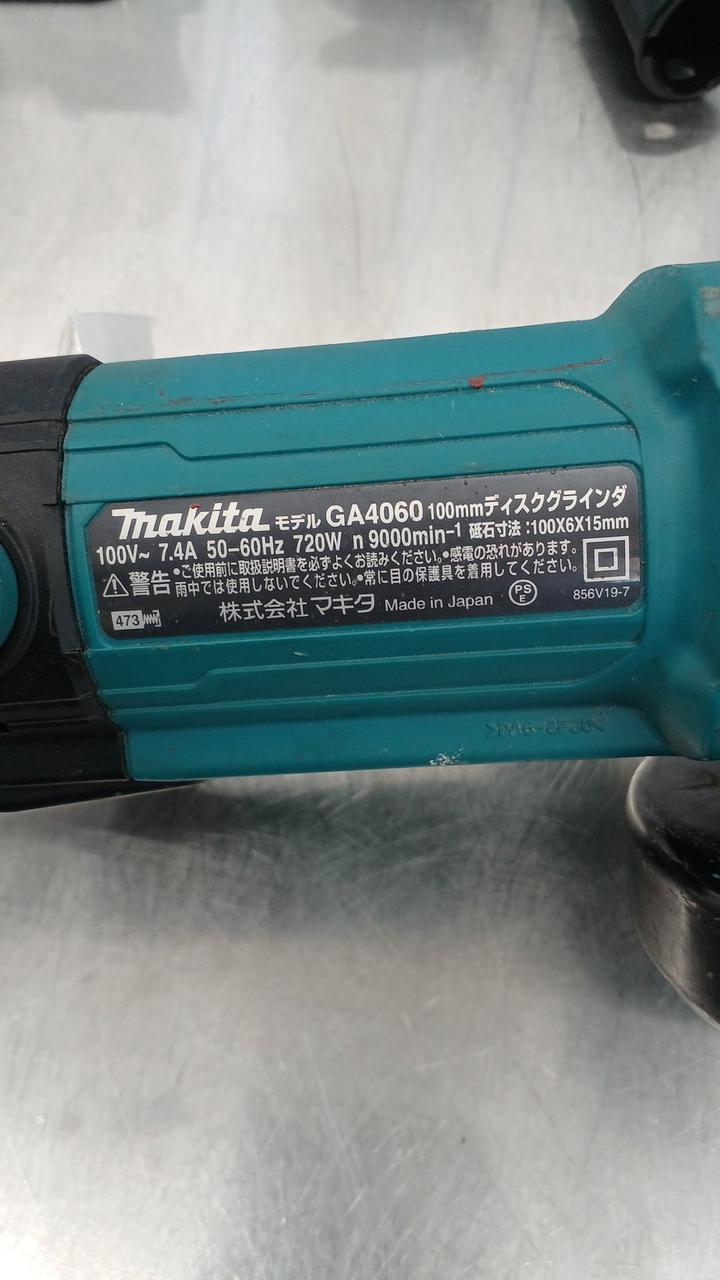 makita モデル GA4060 100mmディスクグラインダ
100V~ 7.4A 50-60Hz 720W n 9000min-1 砥石寸法:100X6X15mm
警告 •ご使用前に取扱説明書を必ずよくお読みください。•感電の恐れがあります。
雨中では使用しないでください。•常に目の保護具を着用してください。
473 株式会社マキタ Made in Japan PSE 856V19-7